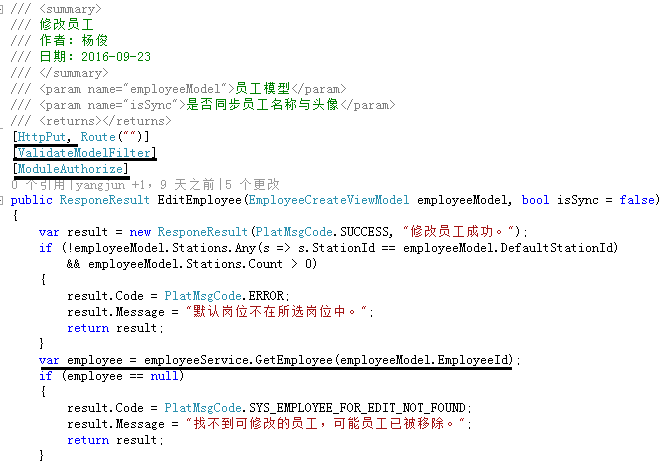 /// <summary>
/// 修改员工
/// 作者：杨俊
/// 日期：2016-09-23
/// </summary>
/// <param name="employeeModel">员工模型</param>
/// <param name="isSync">是否同步员工名称与头像</param>
/// <returns></returns>
[HttpPut, Route("")]
[ValidateModelFilter]
[ModuleAuthorize]
0 个引用|yangjun +1，9 天之前|5 个更改
public ResponeResult EditEmployee(EmployeeCreateViewModel employeeModel, bool isSync = false)
{
var result = new ResponeResult(PlatMsgCode.SUCCESS, "修改员工成功。");
if (!employeeModel.Stations.Any(s => s.StationId == employeeModel.DefaultStationId)
&& employeeModel.Stations.Count > 0)
{
result.Code = PlatMsgCode.ERROR;
result.Message = "默认岗位不在所选岗位中。";
return result;
}
var employee = employeeService.GetEmployee(employeeModel.EmployeeId);
if (employee == null)
{
result.Code = PlatMsgCode.SYS_EMPLOYEE_FOR_EDIT_NOT_FOUND;
result.Message = "找不到可修改的员工，可能员工已被移除。";
return result;
}